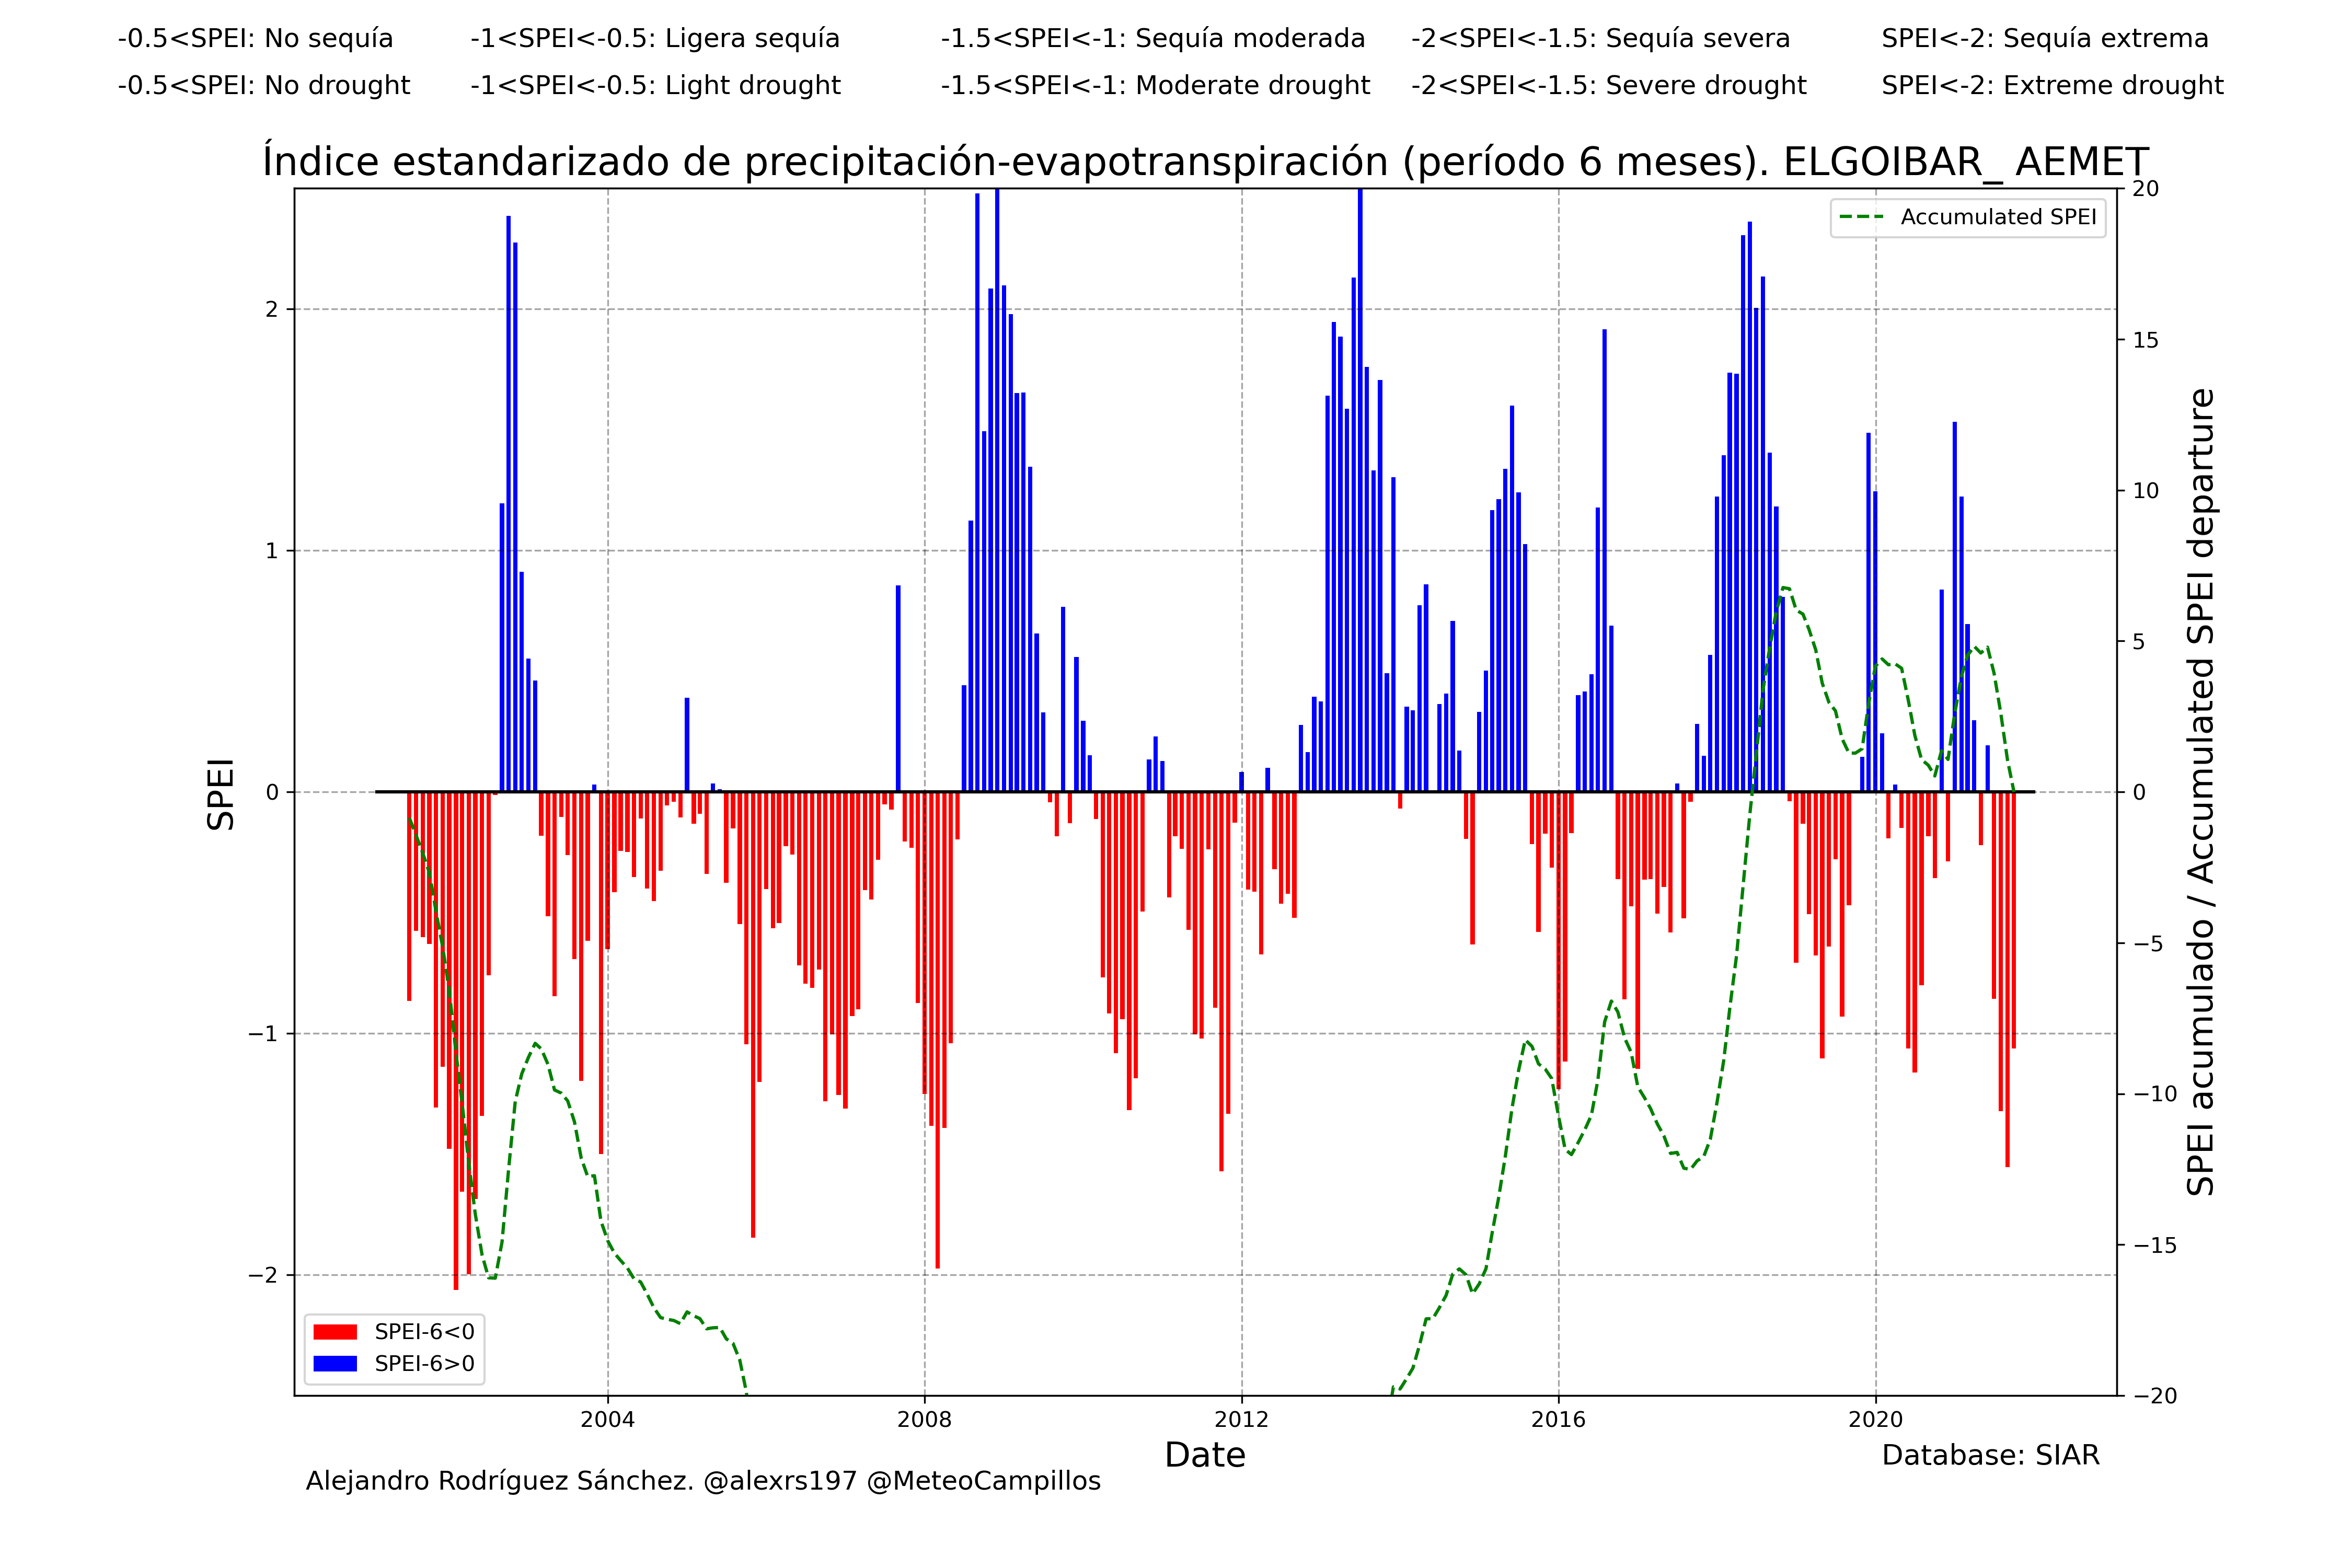 -0.5<SPEI: No sequía -1<SPEI<-0.5: Ligera sequía -1.5<SPEI<-1: Sequía moderada -2<SPEI<-1.5: Sequía severa SPEI<-2: Sequía extrema
-0.5<SPEI: No drought -1<SPEI<-0.5: Light drought -1.5<SPEI<-1: Moderate drought -2<SPEI<-1.5: Severe drought SPEI<-2: Extreme drought
Índice estandarizado de precipitación-evapotranspiración (período 6 meses). ELGOIBAR_ AEMET
Accumulated SPEI
SPEI
2
1
0
−1
−2
20
15
10
5
0
−5
−10
−15
−20
SPEI acumulado / Accumulated SPEI departure
SPEI-6<0
SPEI-6>0
2004 2008 2012 2016 2020
Date
Database: SIAR
Alejandro Rodríguez Sánchez. @alexrs197 @MeteoCampillos